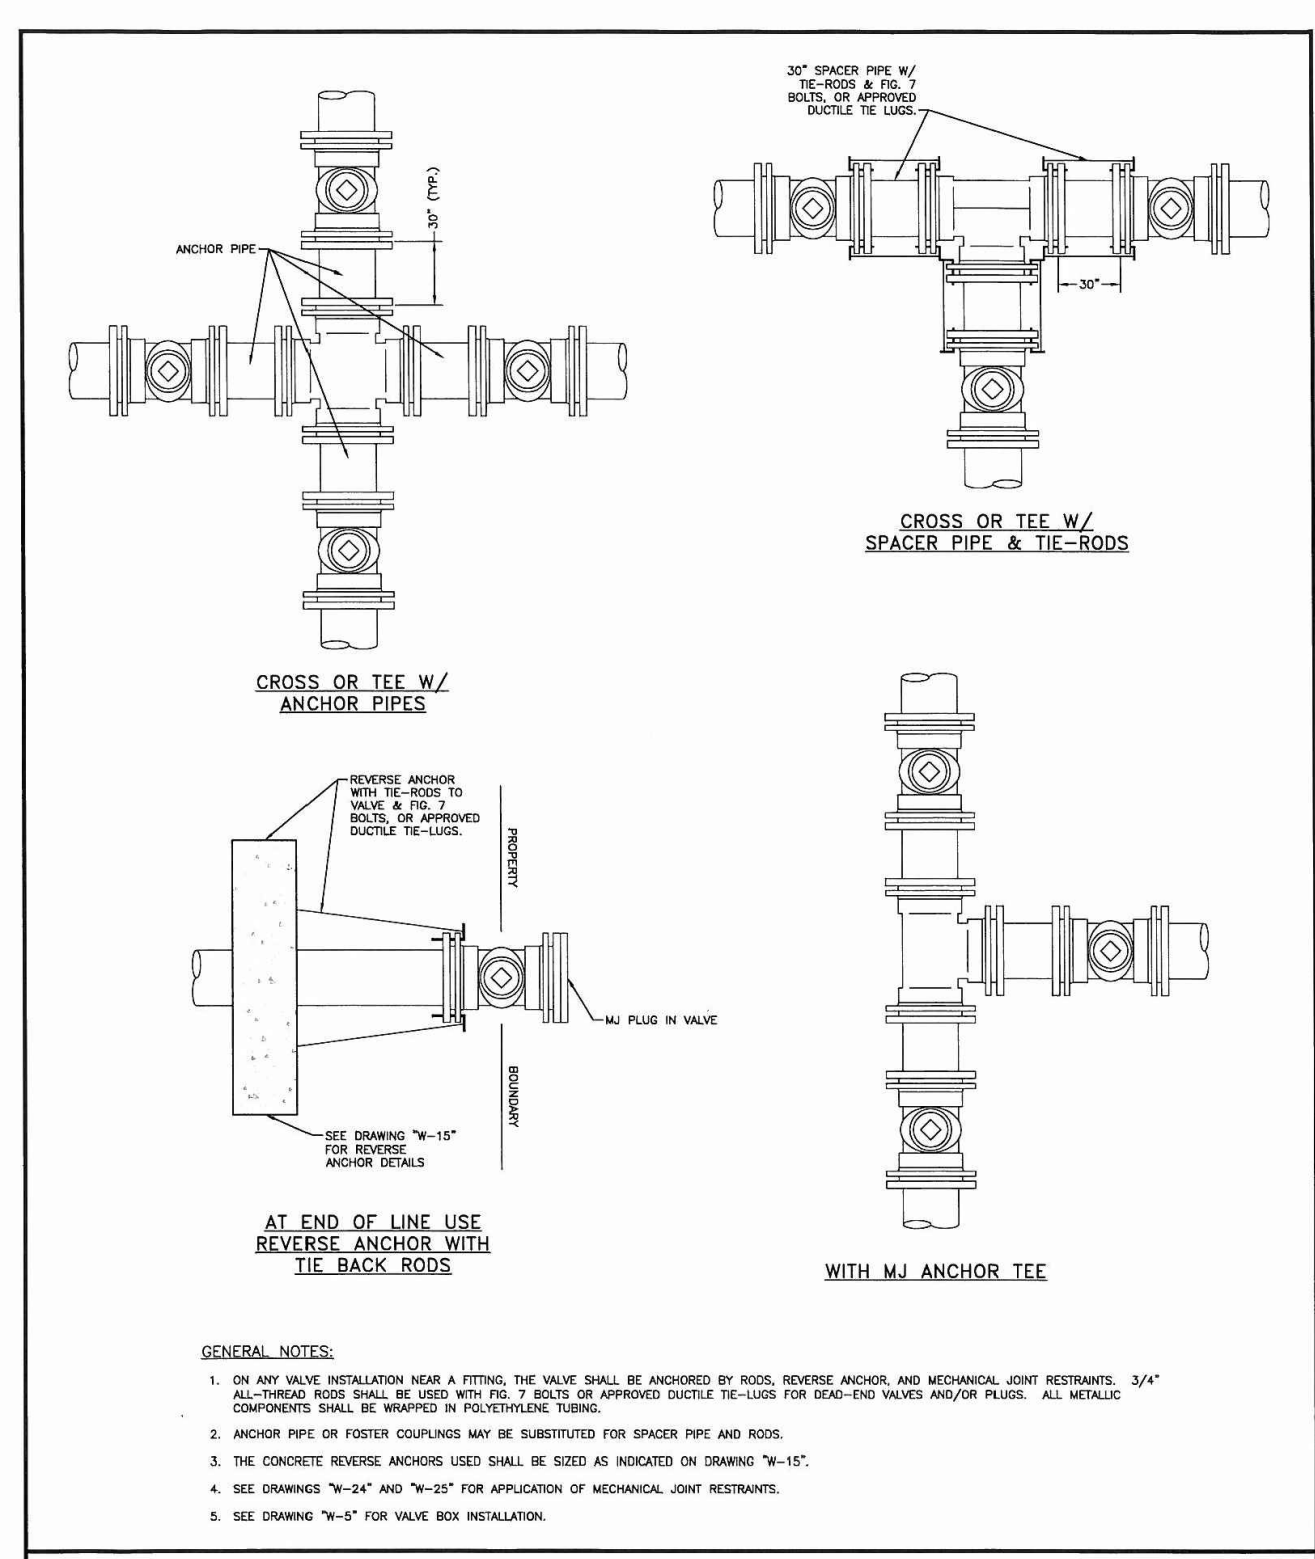 30" SPACER PIPE W/
TIE-RODS & FIG. 7
BOLTS, OR APPROVED
DUCTILE TIE LUGS.
30" (TYP.)
ANCHOR PIPE
30"
CROSS OR TEE W/
SPACER PIPE & TIE-RODS
CROSS OR TEE W/
ANCHOR PIPES
REVERSE ANCHOR
WITH TIE-RODS TO
VALVE & FIG. 7
BOLTS, OR APPROVED
DUCTILE TIE-LUGS.
PROPERTY
MJ PLUG IN VALVE
BOUNDARY
SEE DRAWING "W-15"
FOR REVERSE
ANCHOR DETAILS
AT END OF LINE USE
REVERSE ANCHOR WITH
TIE BACK RODS
WITH MJ ANCHOR TEE
GENERAL NOTES:
1. ON ANY VALVE INSTALLATION NEAR A FITTING, THE VALVE SHALL BE ANCHORED BY RODS, REVERSE ANCHOR, AND MECHANICAL JOINT RESTRAINTS. 3/4"
ALL-THREAD RODS SHALL BE USED WITH FIG. 7 BOLTS OR APPROVED DUCTILE TIE-LUGS FOR DEAD-END VALVES AND/OR PLUGS. ALL METALLIC
COMPONENTS SHALL BE WRAPPED IN POLYETHYLENE TUBING.
2. ANCHOR PIPE OR FOSTER COUPLINGS MAY BE SUBSTITUTED FOR SPACER PIPE AND RODS.
3. THE CONCRETE REVERSE ANCHORS USED SHALL BE SIZED AS INDICATED ON DRAWING "W-15".
4. SEE DRAWINGS "W-24" AND "W-25" FOR APPLICATION OF MECHANICAL JOINT RESTRAINTS.
5. SEE DRAWING "W-5" FOR VALVE BOX INSTALLATION.